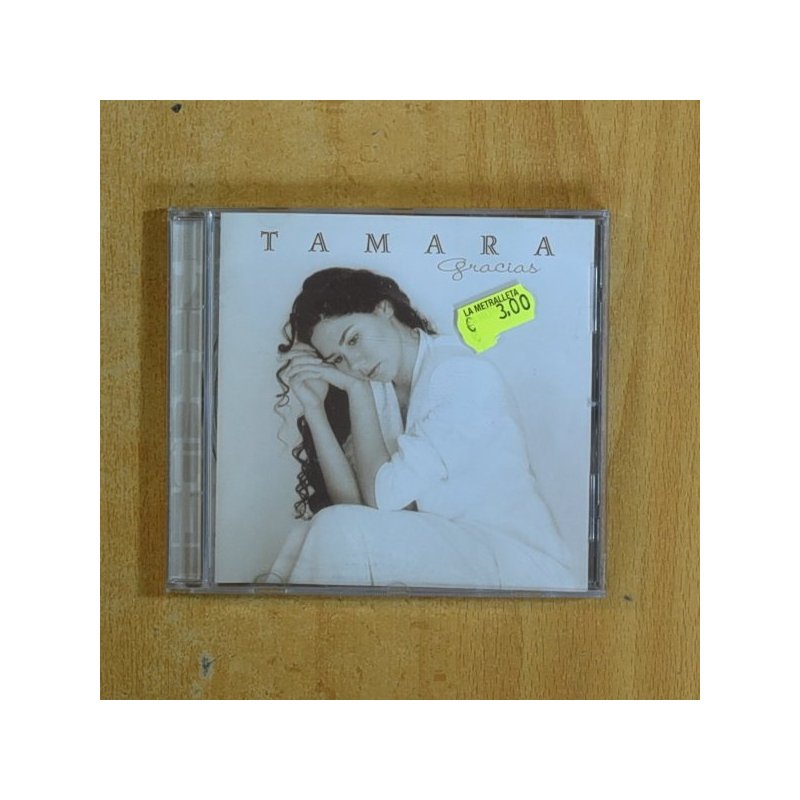 TAMARA
gracias
LA METRALLETA
€ 3,00